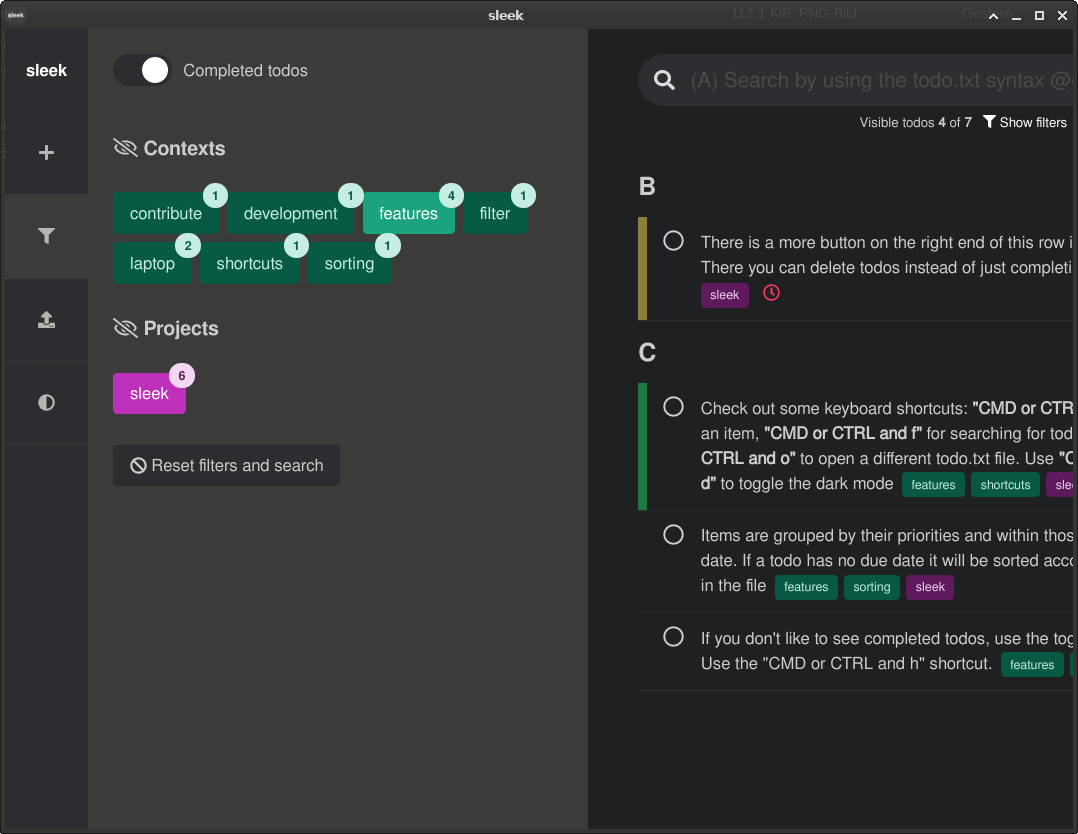 sleek
sleek
112,1 KiB PNG-Bild
sleek
Completed todos
Contexts
contribute 1 development 1 features 4 filter 1
laptop 2 shortcuts 1 sorting 1
Projects
sleek 6
Reset filters and search
(A) Search by using the todo.txt syntax
Visible todos 4 of 7 Show filters
B
There is a more button on the right end of this row
There you can delete todos instead of just
sleek
C
Check out some keyboard shortcuts: "CMD or
an item, "CMD or CTRL and f" for searching for
CTRL and o" to open a different todo.txt file. Use
d" to toggle the dark mode features shortcuts
Items are grouped by their priorities and within
date. If a todo has no due date it will be sorted
in the file features sorting sleek
If you don't like to see completed todos, use the
Use the "CMD or CTRL and h" shortcut. features